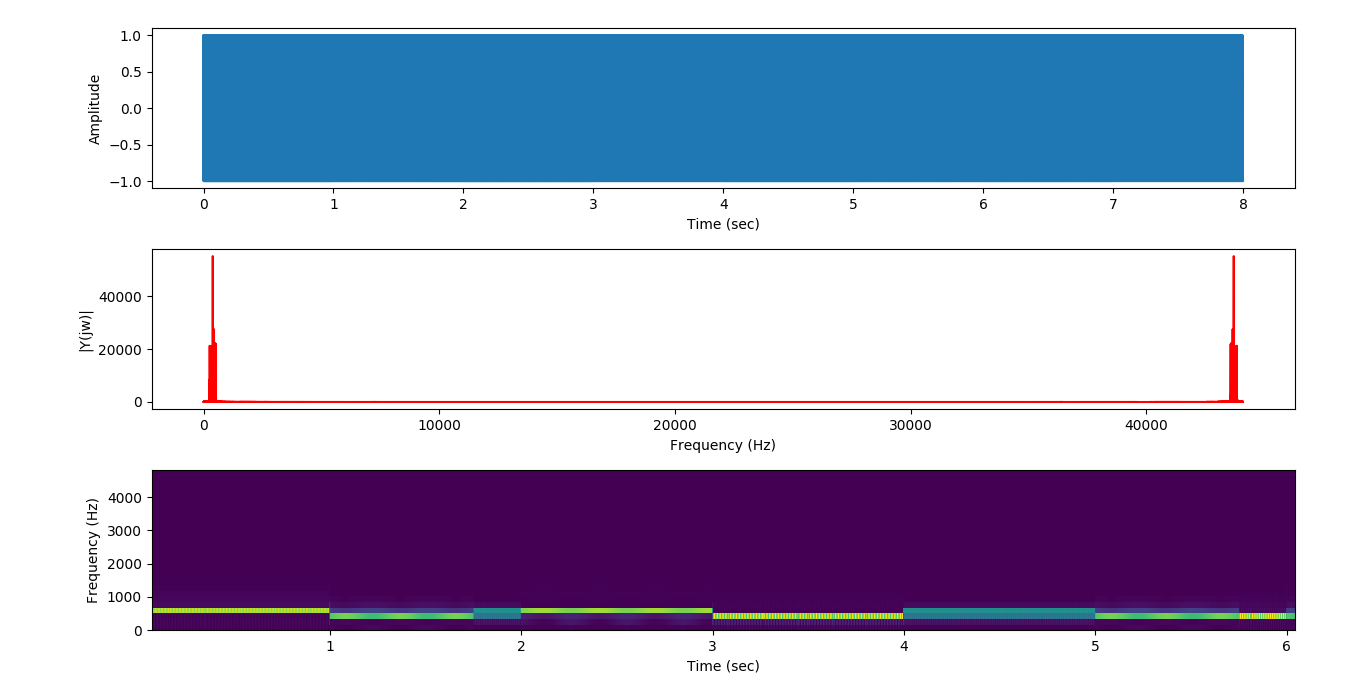 1.0
0.5
0.0
−0.5
−1.0
Amplitude
0 1 2 3 4 5 6 7 8
Time (sec)
40000
20000
0
|Y(jw)|
0 10000 20000 30000 40000
Frequency (Hz)
4000
3000
2000
1000
0
Frequency (Hz)
1 2 3 4 5 6
Time (sec)